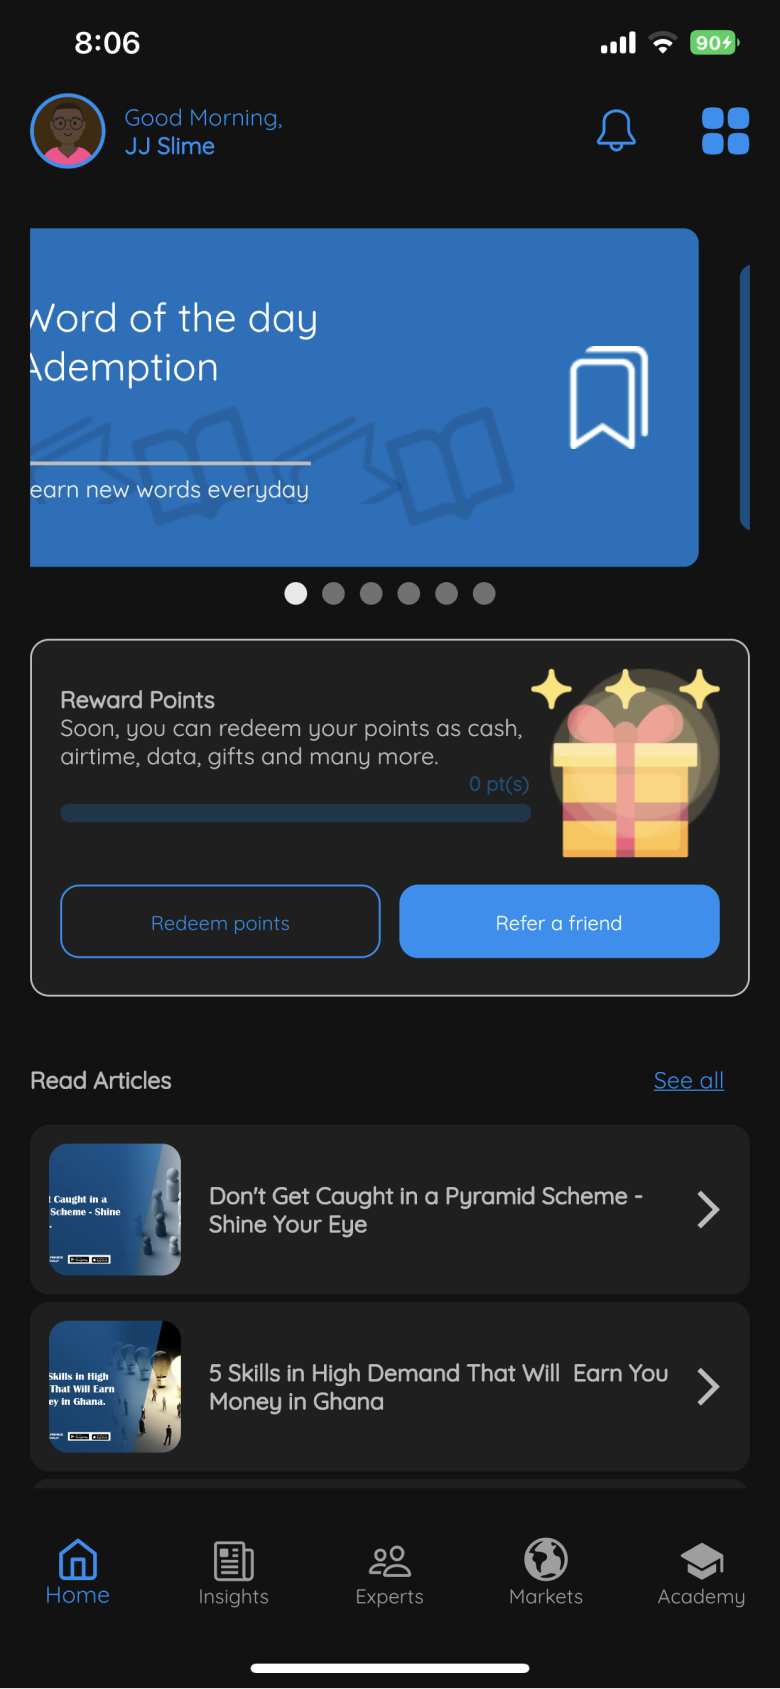 8:06
90
Good Morning,
JJ Slime
Word of the day
Ademption
earn new words everyday
Reward Points
Soon, you can redeem your points as cash,
airtime, data, gifts and many more.
0 pt(s)
Redeem points
Refer a friend
Read Articles
See all
Caught in a
Scheme - Shine
Don't Get Caught in a Pyramid Scheme -
Shine Your Eye
Skills in High
That Will Earn
ey in Ghana.
5 Skills in High Demand That Will  Earn You
Money in Ghana
Home
Insights
Experts
Markets
Academy